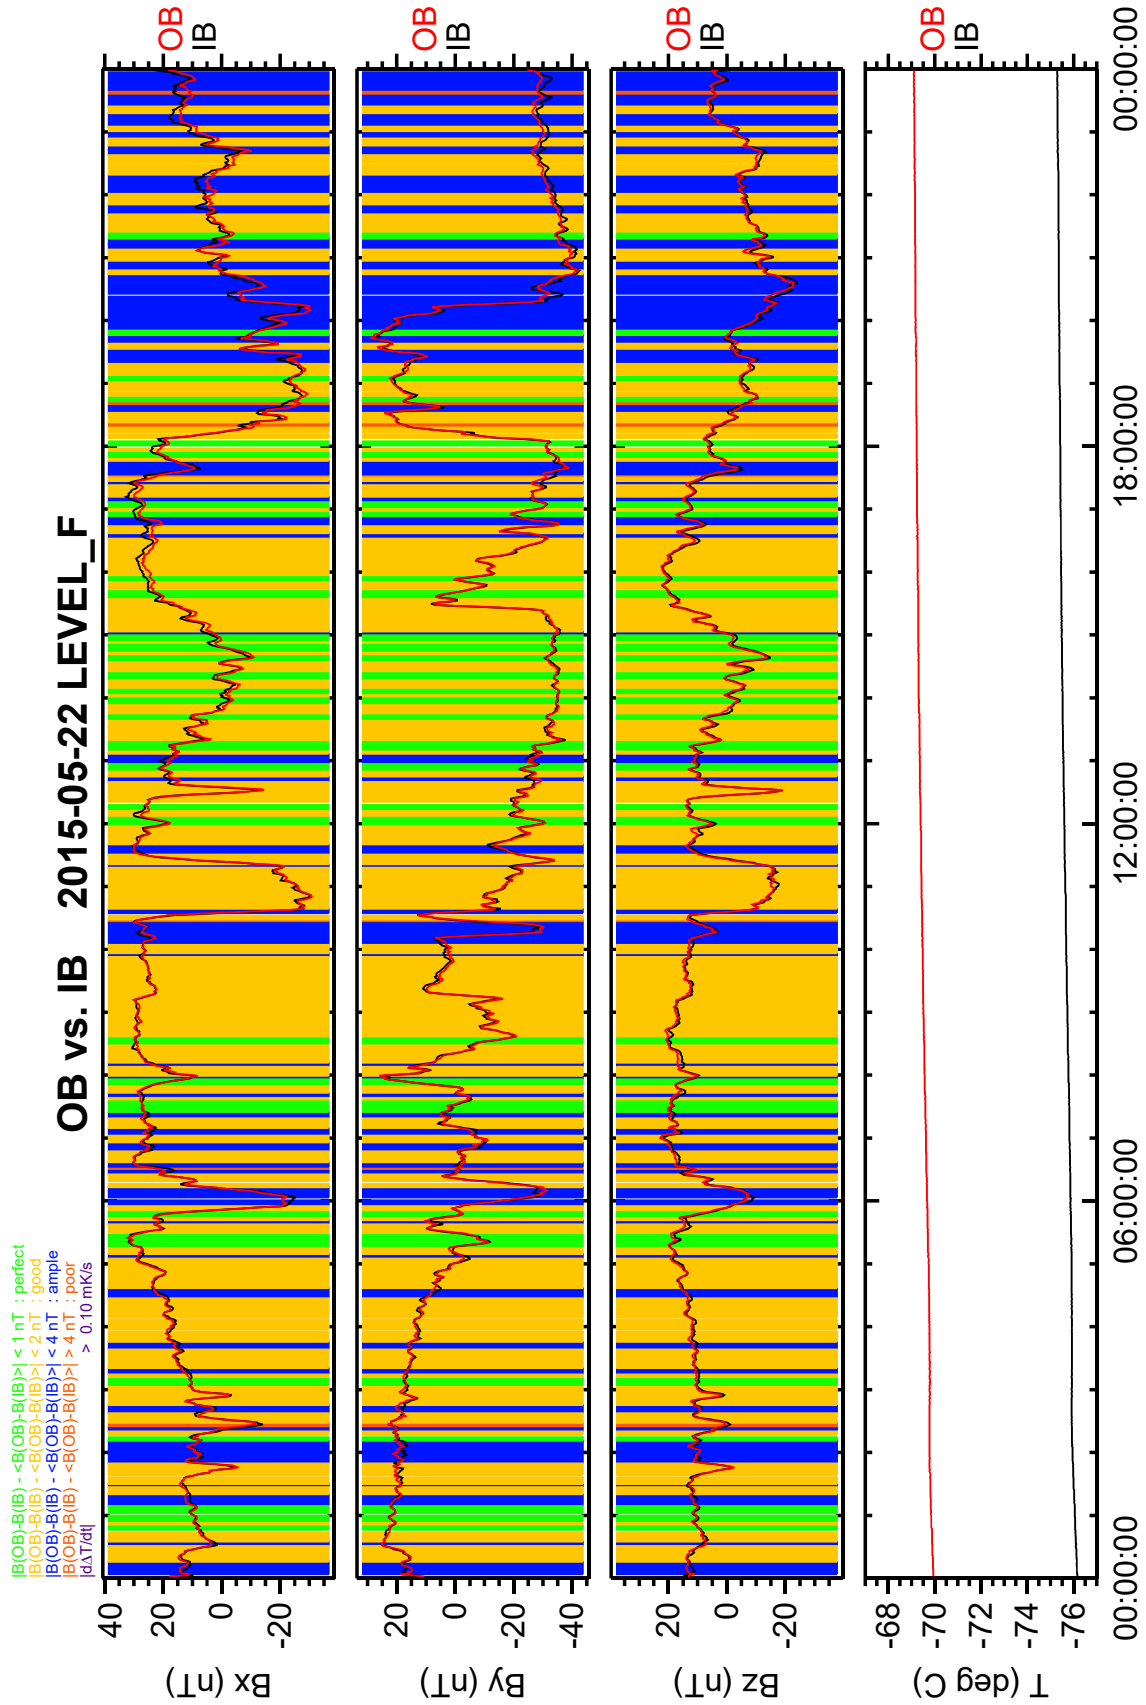 OB vs. IB 2015-05-22 LEVEL_F
|B(OB)-B(IB) - <B(OB)-B(IB)>| < 1 nT : perfect
|B(OB)-B(IB) - <B(OB)-B(IB)>| < 2 nT : good
|B(OB)-B(IB) - <B(OB)-B(IB)>| < 4 nT : ample
|B(OB)-B(IB) - <B(OB)-B(IB)>| > 4 nT : poor
|dΔT/dt| > 0.10 mK/s
Bx (nT)
40
20
0
-20
OB
IB
By (nT)
20
0
-20
-40
OB
IB
Bz (nT)
20
0
-20
OB
IB
T (deg C)
-68
-70
-72
-74
-76
OB
IB
00:00:00 06:00:00 12:00:00 18:00:00 00:00:00